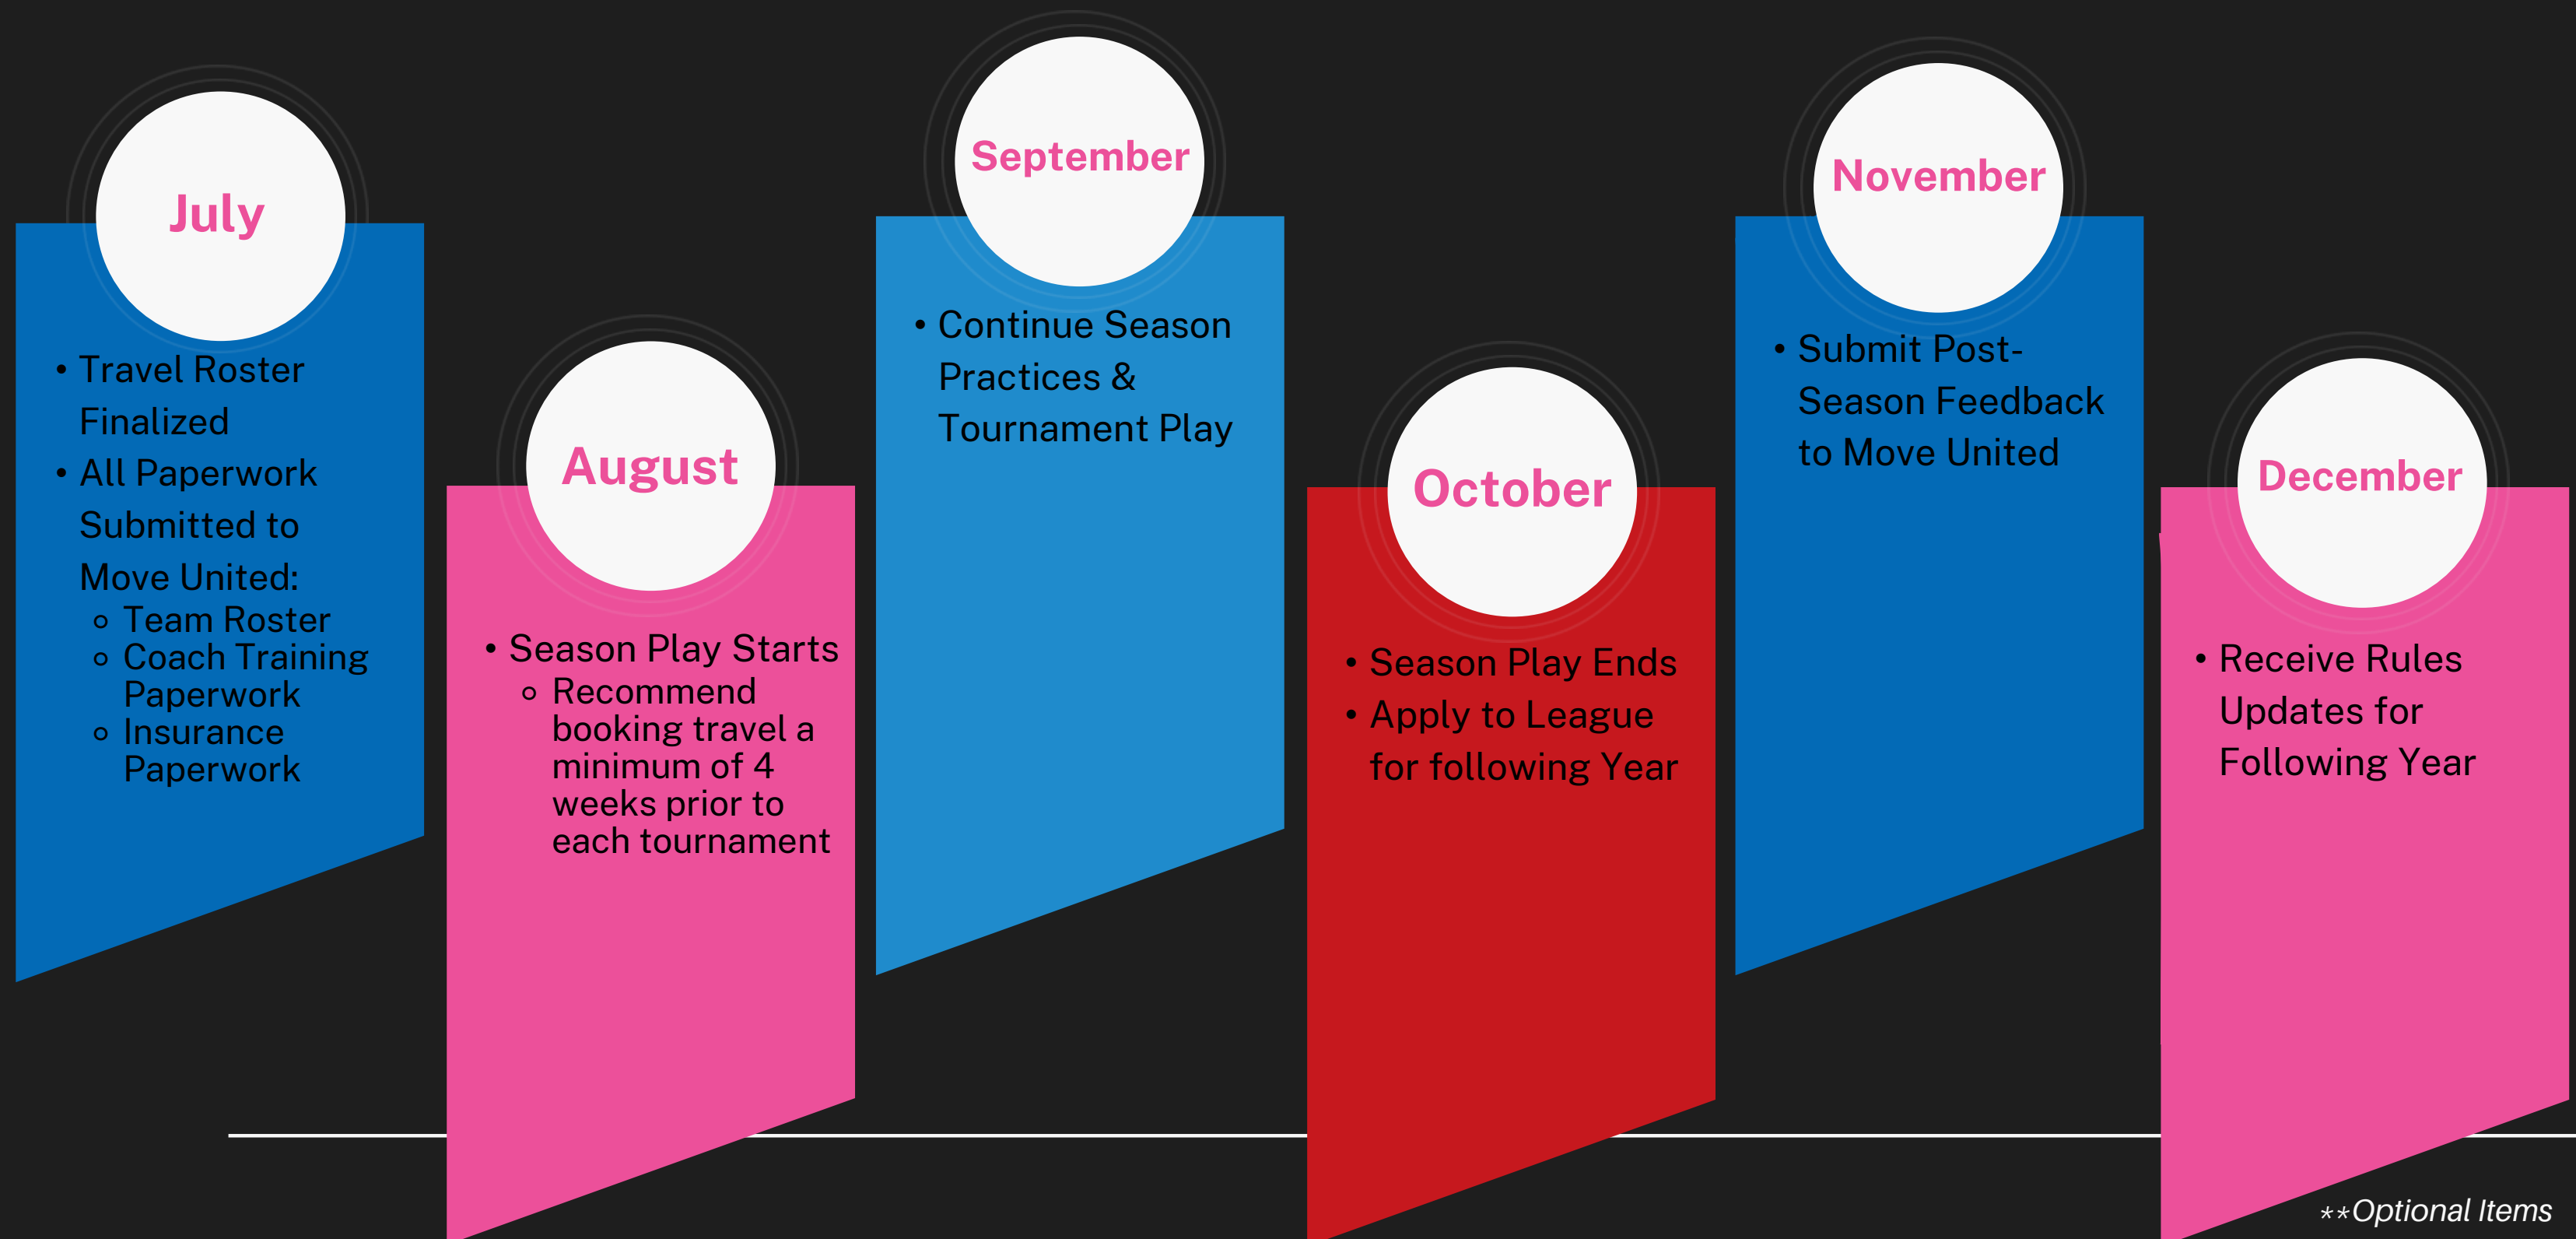 July
• Travel Roster
Finalized
• All Paperwork
Submitted to
Move United:
◦ Team Roster
◦ Coach Training
Paperwork
◦ Insurance
Paperwork
August
• Season Play Starts
◦ Recommend
booking travel a
minimum of 4
weeks prior to
each tournament
September
• Continue Season
Practices &
Tournament Play
October
• Season Play Ends
• Apply to League
for following Year
November
• Submit Post-
Season Feedback
to Move United
December
• Receive Rules
Updates for
Following Year
**Optional Items